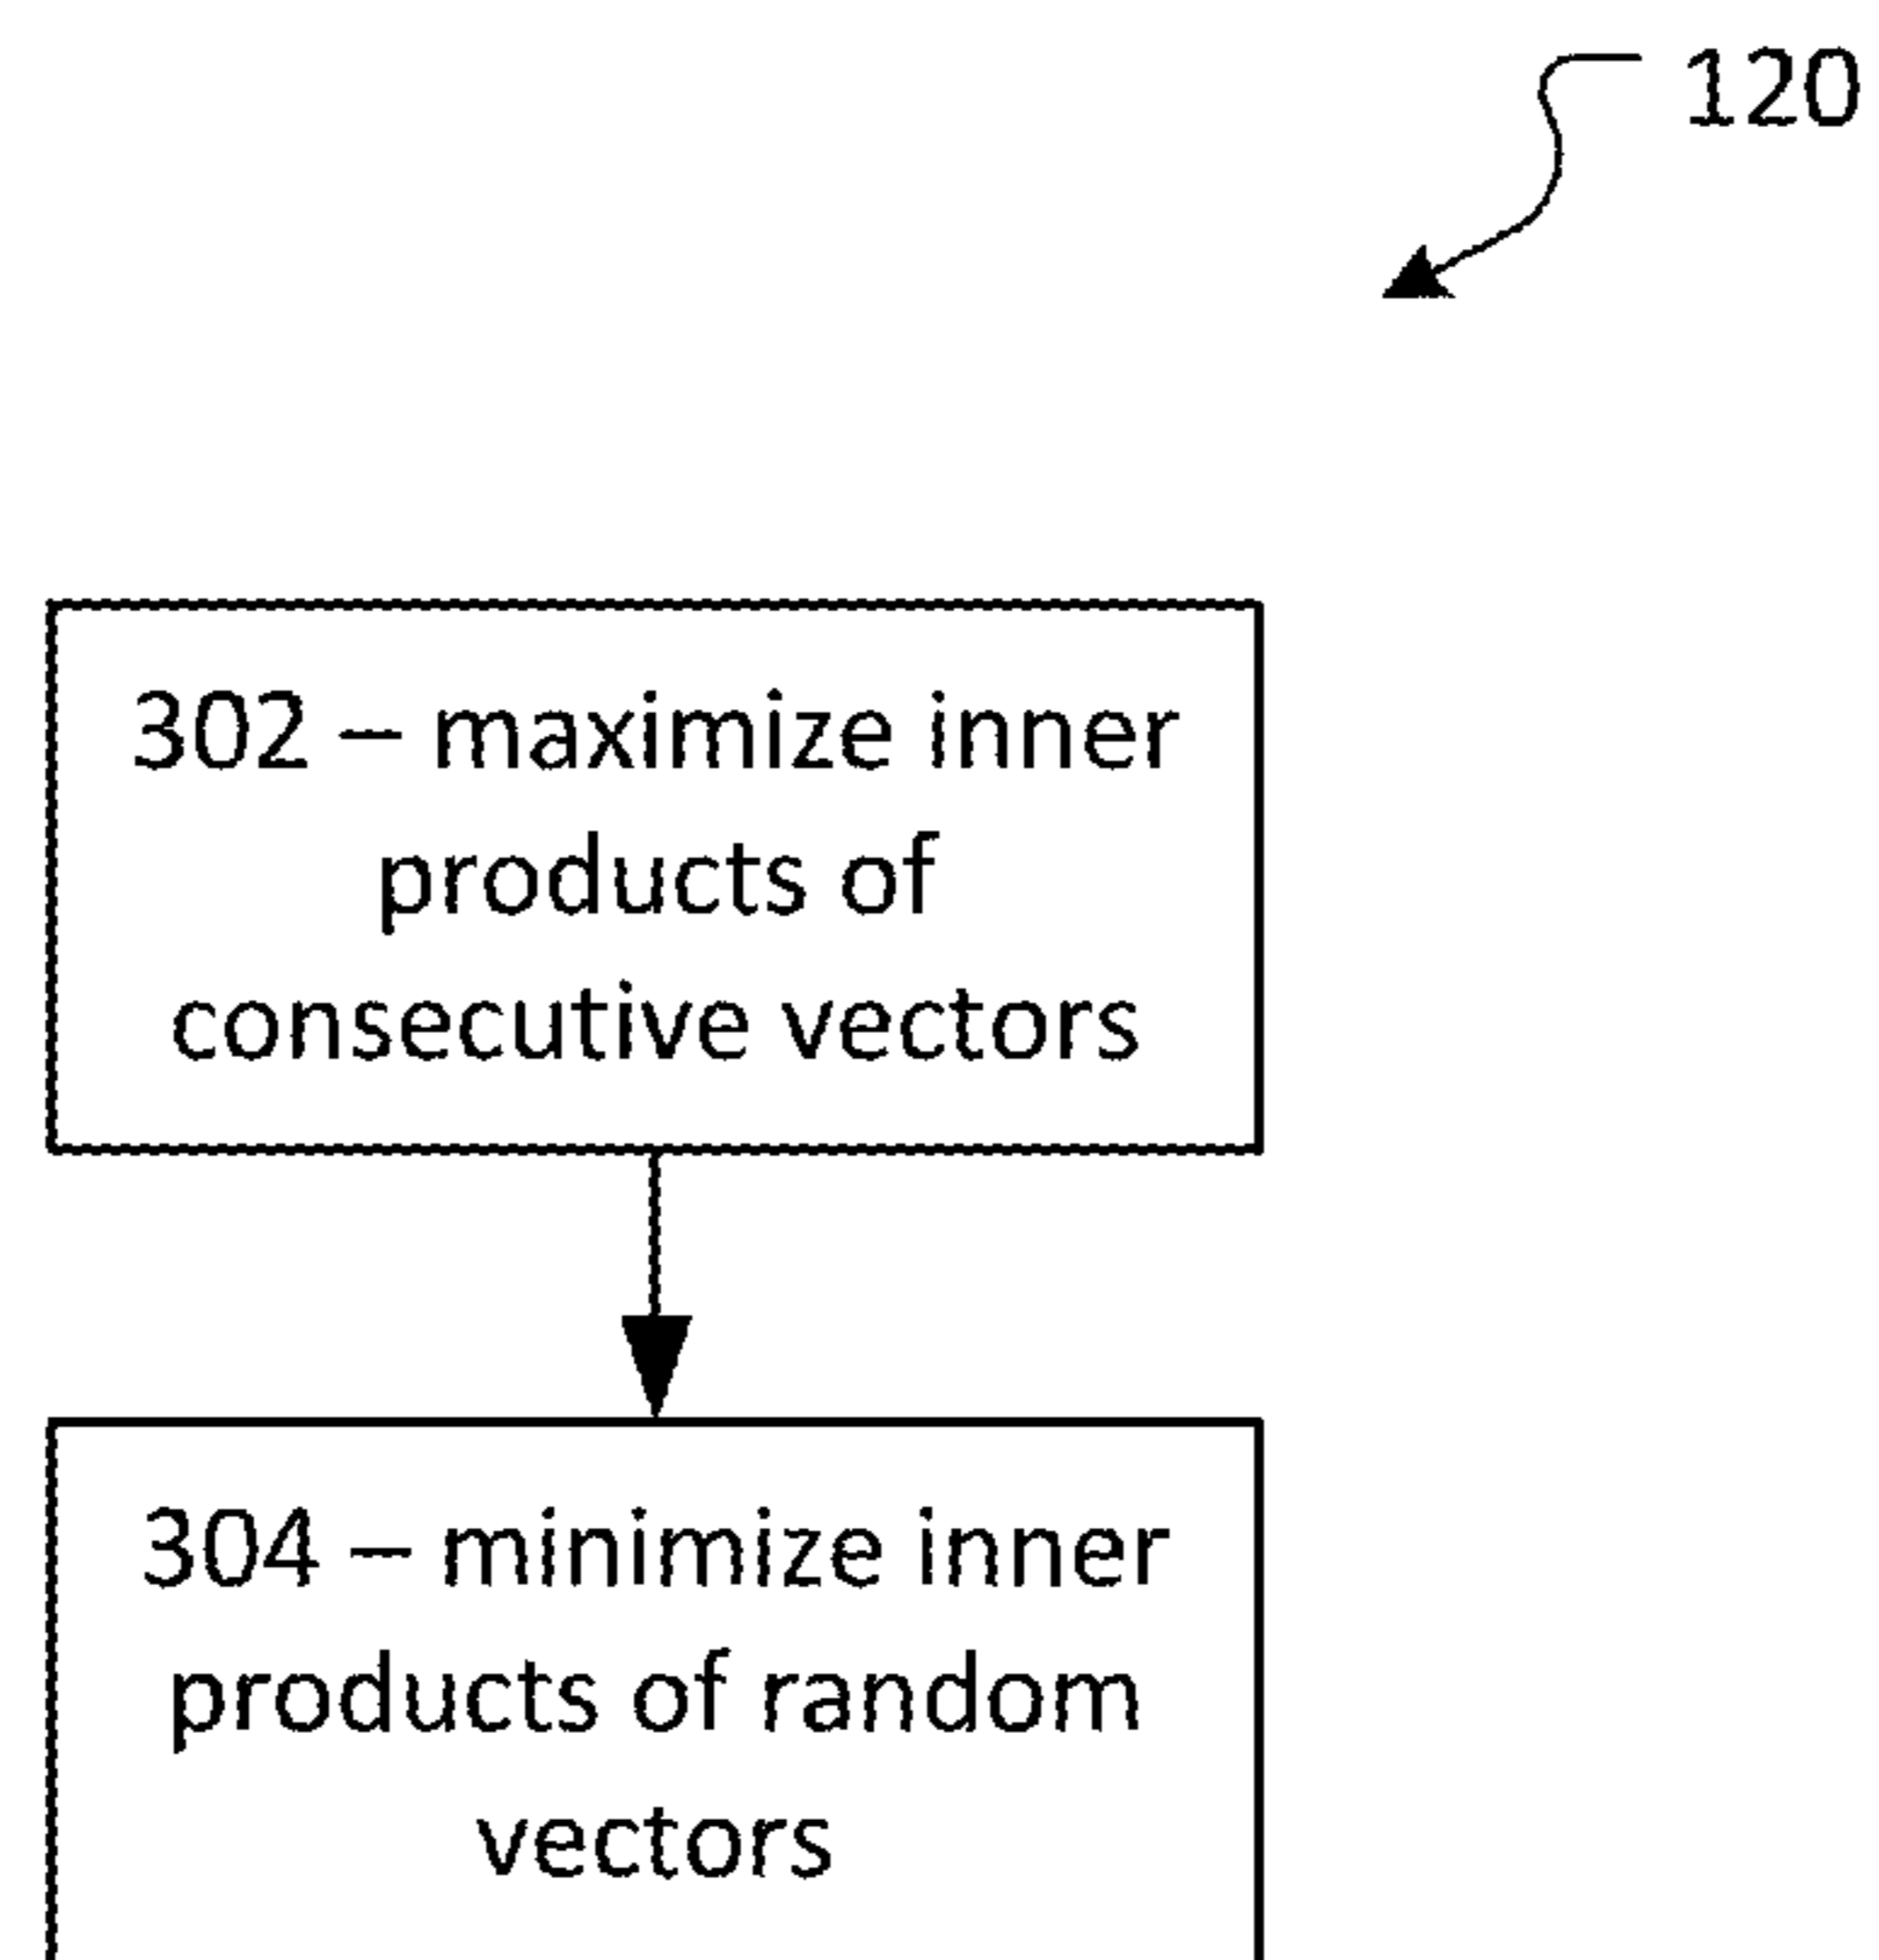 120
302 – maximize inner
products of
consecutive vectors
304 – minimize inner
products of random
vectors